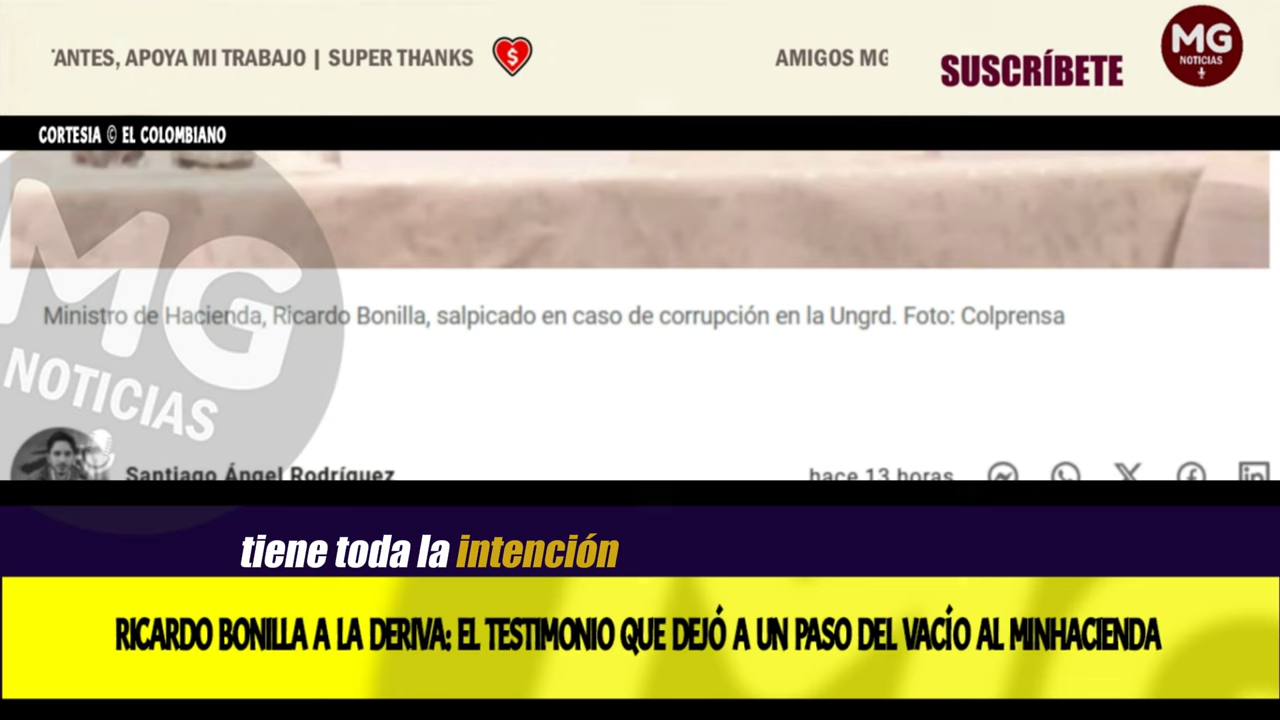 'ANTES, APOYA MI TRABAJO | SUPER THANKS
$
AMIGOS MG
SUSCRÍBETE
MG
NOTICIAS
CORTESIA © EL COLOMBIANO
MG
NOTICIAS
Ministro de Hacienda, Ricardo Bonilla, salpicado en caso de corrupción en la Ungrd. Foto: Colprensa
Santiago Ángel Rodríguez
hace 13 horas
tiene toda la intención
RICARDO BONILLA A LA DERIVA: EL TESTIMONIO QUE DEJÓ A UN PASO DEL VACÍO AL MINHACIENDA